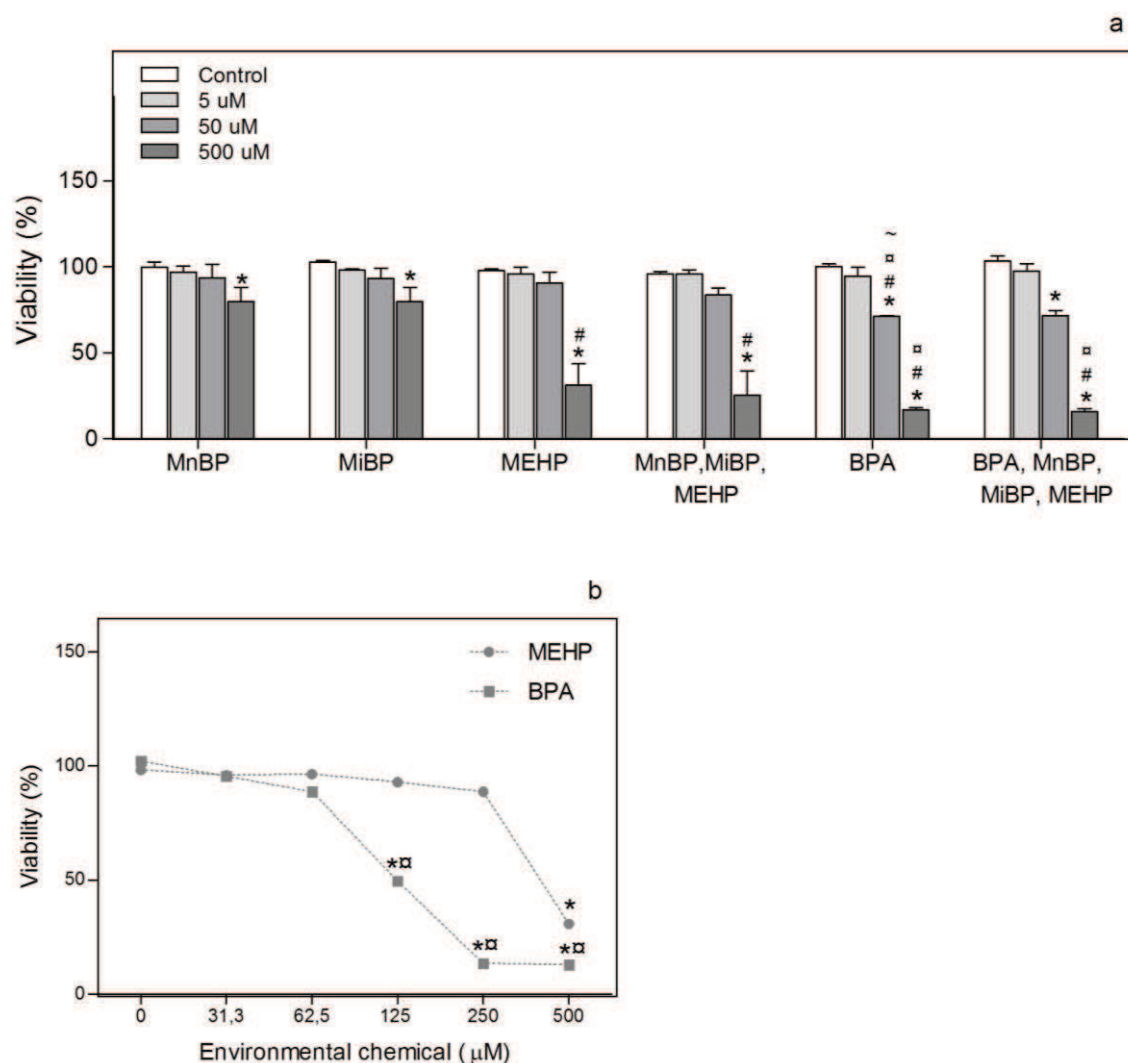 a
Control
5 uM
50 uM
500 uM
Viability (%)
150
100
50
0
*
*
#
*
#
*
~
¤
#
*
¤
#
*
*
¤
#
*
MnBP
MiBP
MEHP
MnBP,MiBP,
MEHP
BPA
BPA, MnBP,
MiBP, MEHP
b
MEHP
BPA
Viability (%)
150
100
50
0
*¤
*¤
*
*¤
0
31,3
62,5
125
250
500
Environmental chemical ( μM)